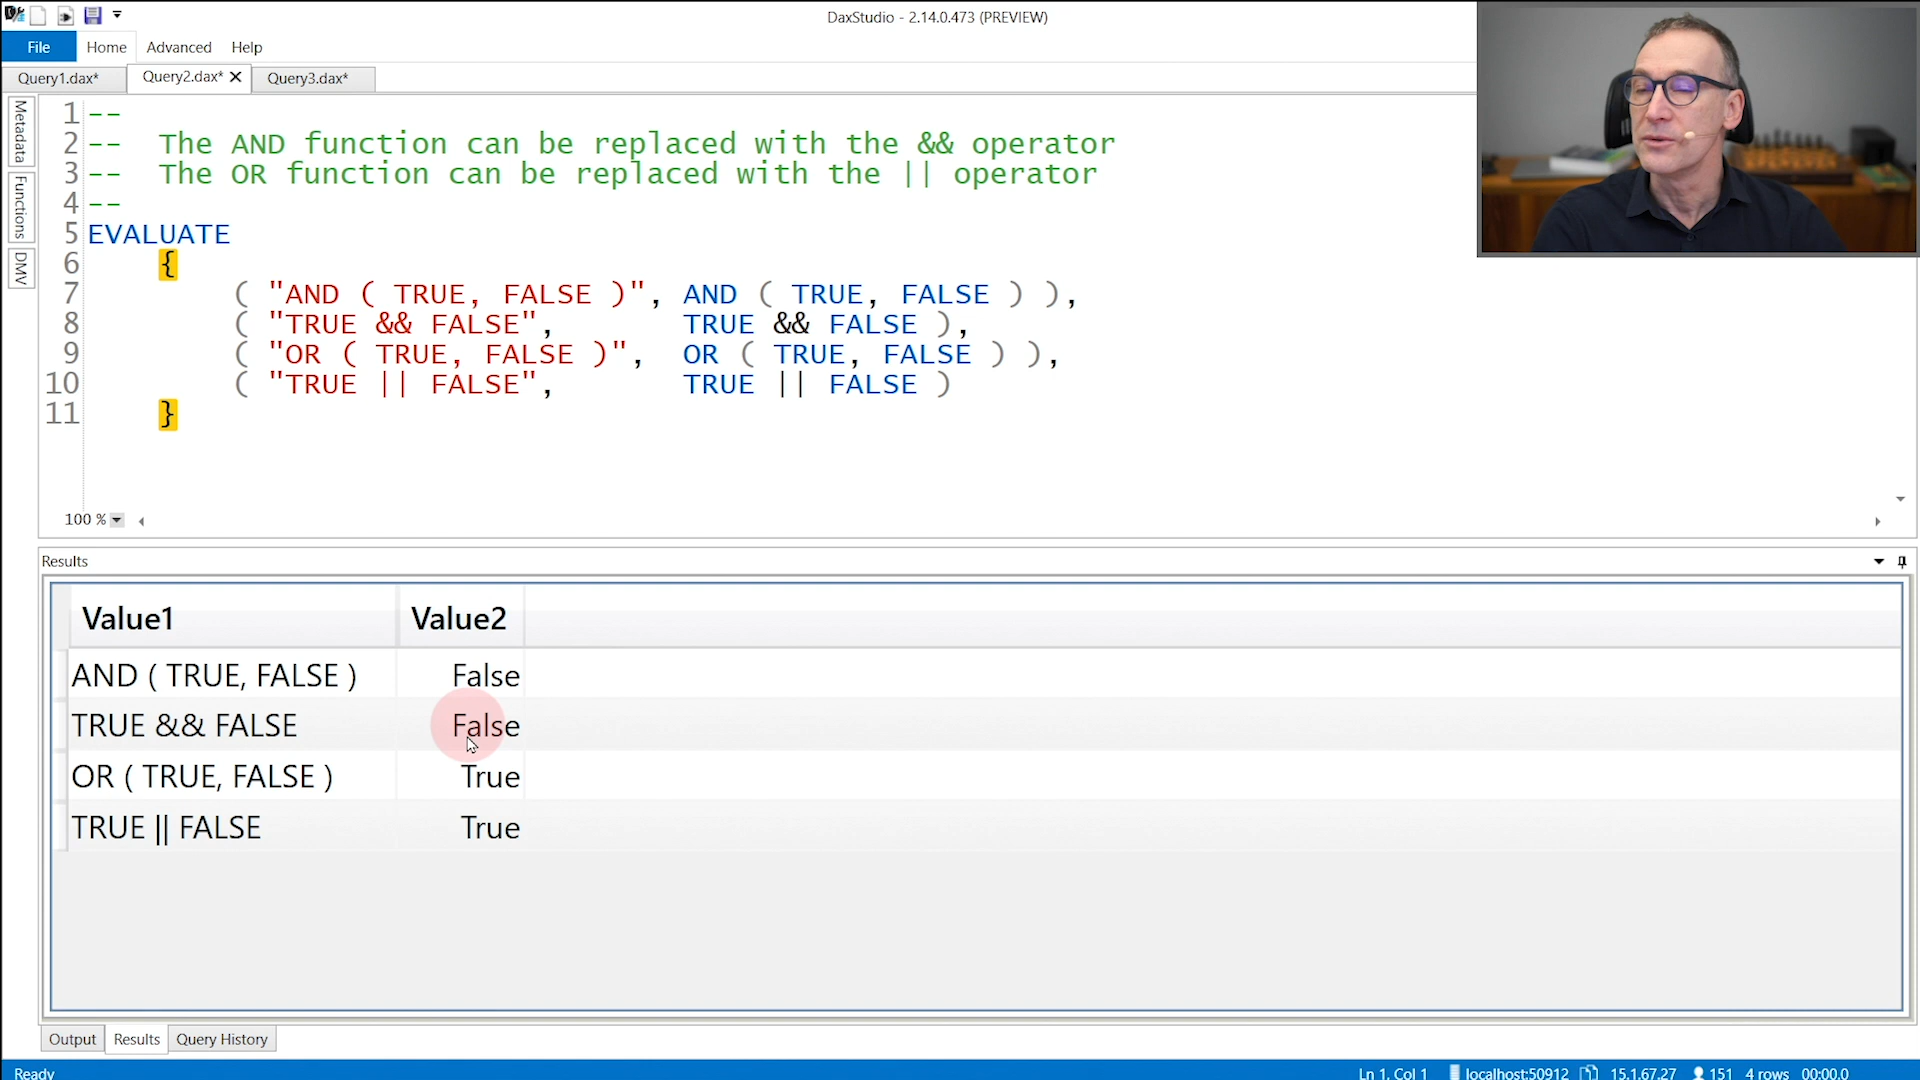 DaxStudio - 2.14.0.473 (PREVIEW)
File Home Advanced Help
Query1.dax* Query2.dax* Query3.dax*
Metadata
Functions
DMV
1 --
2 -- The AND function can be replaced with the && operator
3 -- The OR function can be replaced with the || operator
4 --
5 EVALUATE
6 {
7 ( "AND ( TRUE, FALSE )", AND ( TRUE, FALSE ) ),
8 ( "TRUE && FALSE", TRUE && FALSE ),
9 ( "OR ( TRUE, FALSE )", OR ( TRUE, FALSE ) ),
10 ( "TRUE || FALSE", TRUE || FALSE )
11 }
100 %
Results
Value1 Value2
AND ( TRUE, FALSE ) False
TRUE && FALSE False
OR ( TRUE, FALSE ) True
TRUE || FALSE True
Output Results Query History
Ready Ln 1, Col 1 localhost:50912 15.1.67.27 151 4 rows 00:00.0